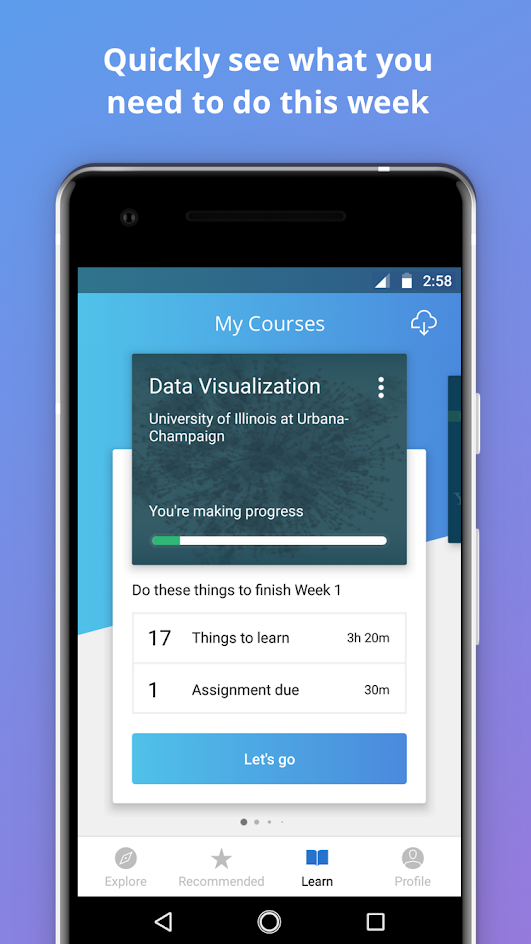 Quickly see what you
need to do this week
2:58
My Courses
Data Visualization
University of Illinois at Urbana-
Champaign
You're making progress
Do these things to finish Week 1
17 Things to learn 3h 20m
1 Assignment due 30m
Let's go
Explore Recommended Learn Profile